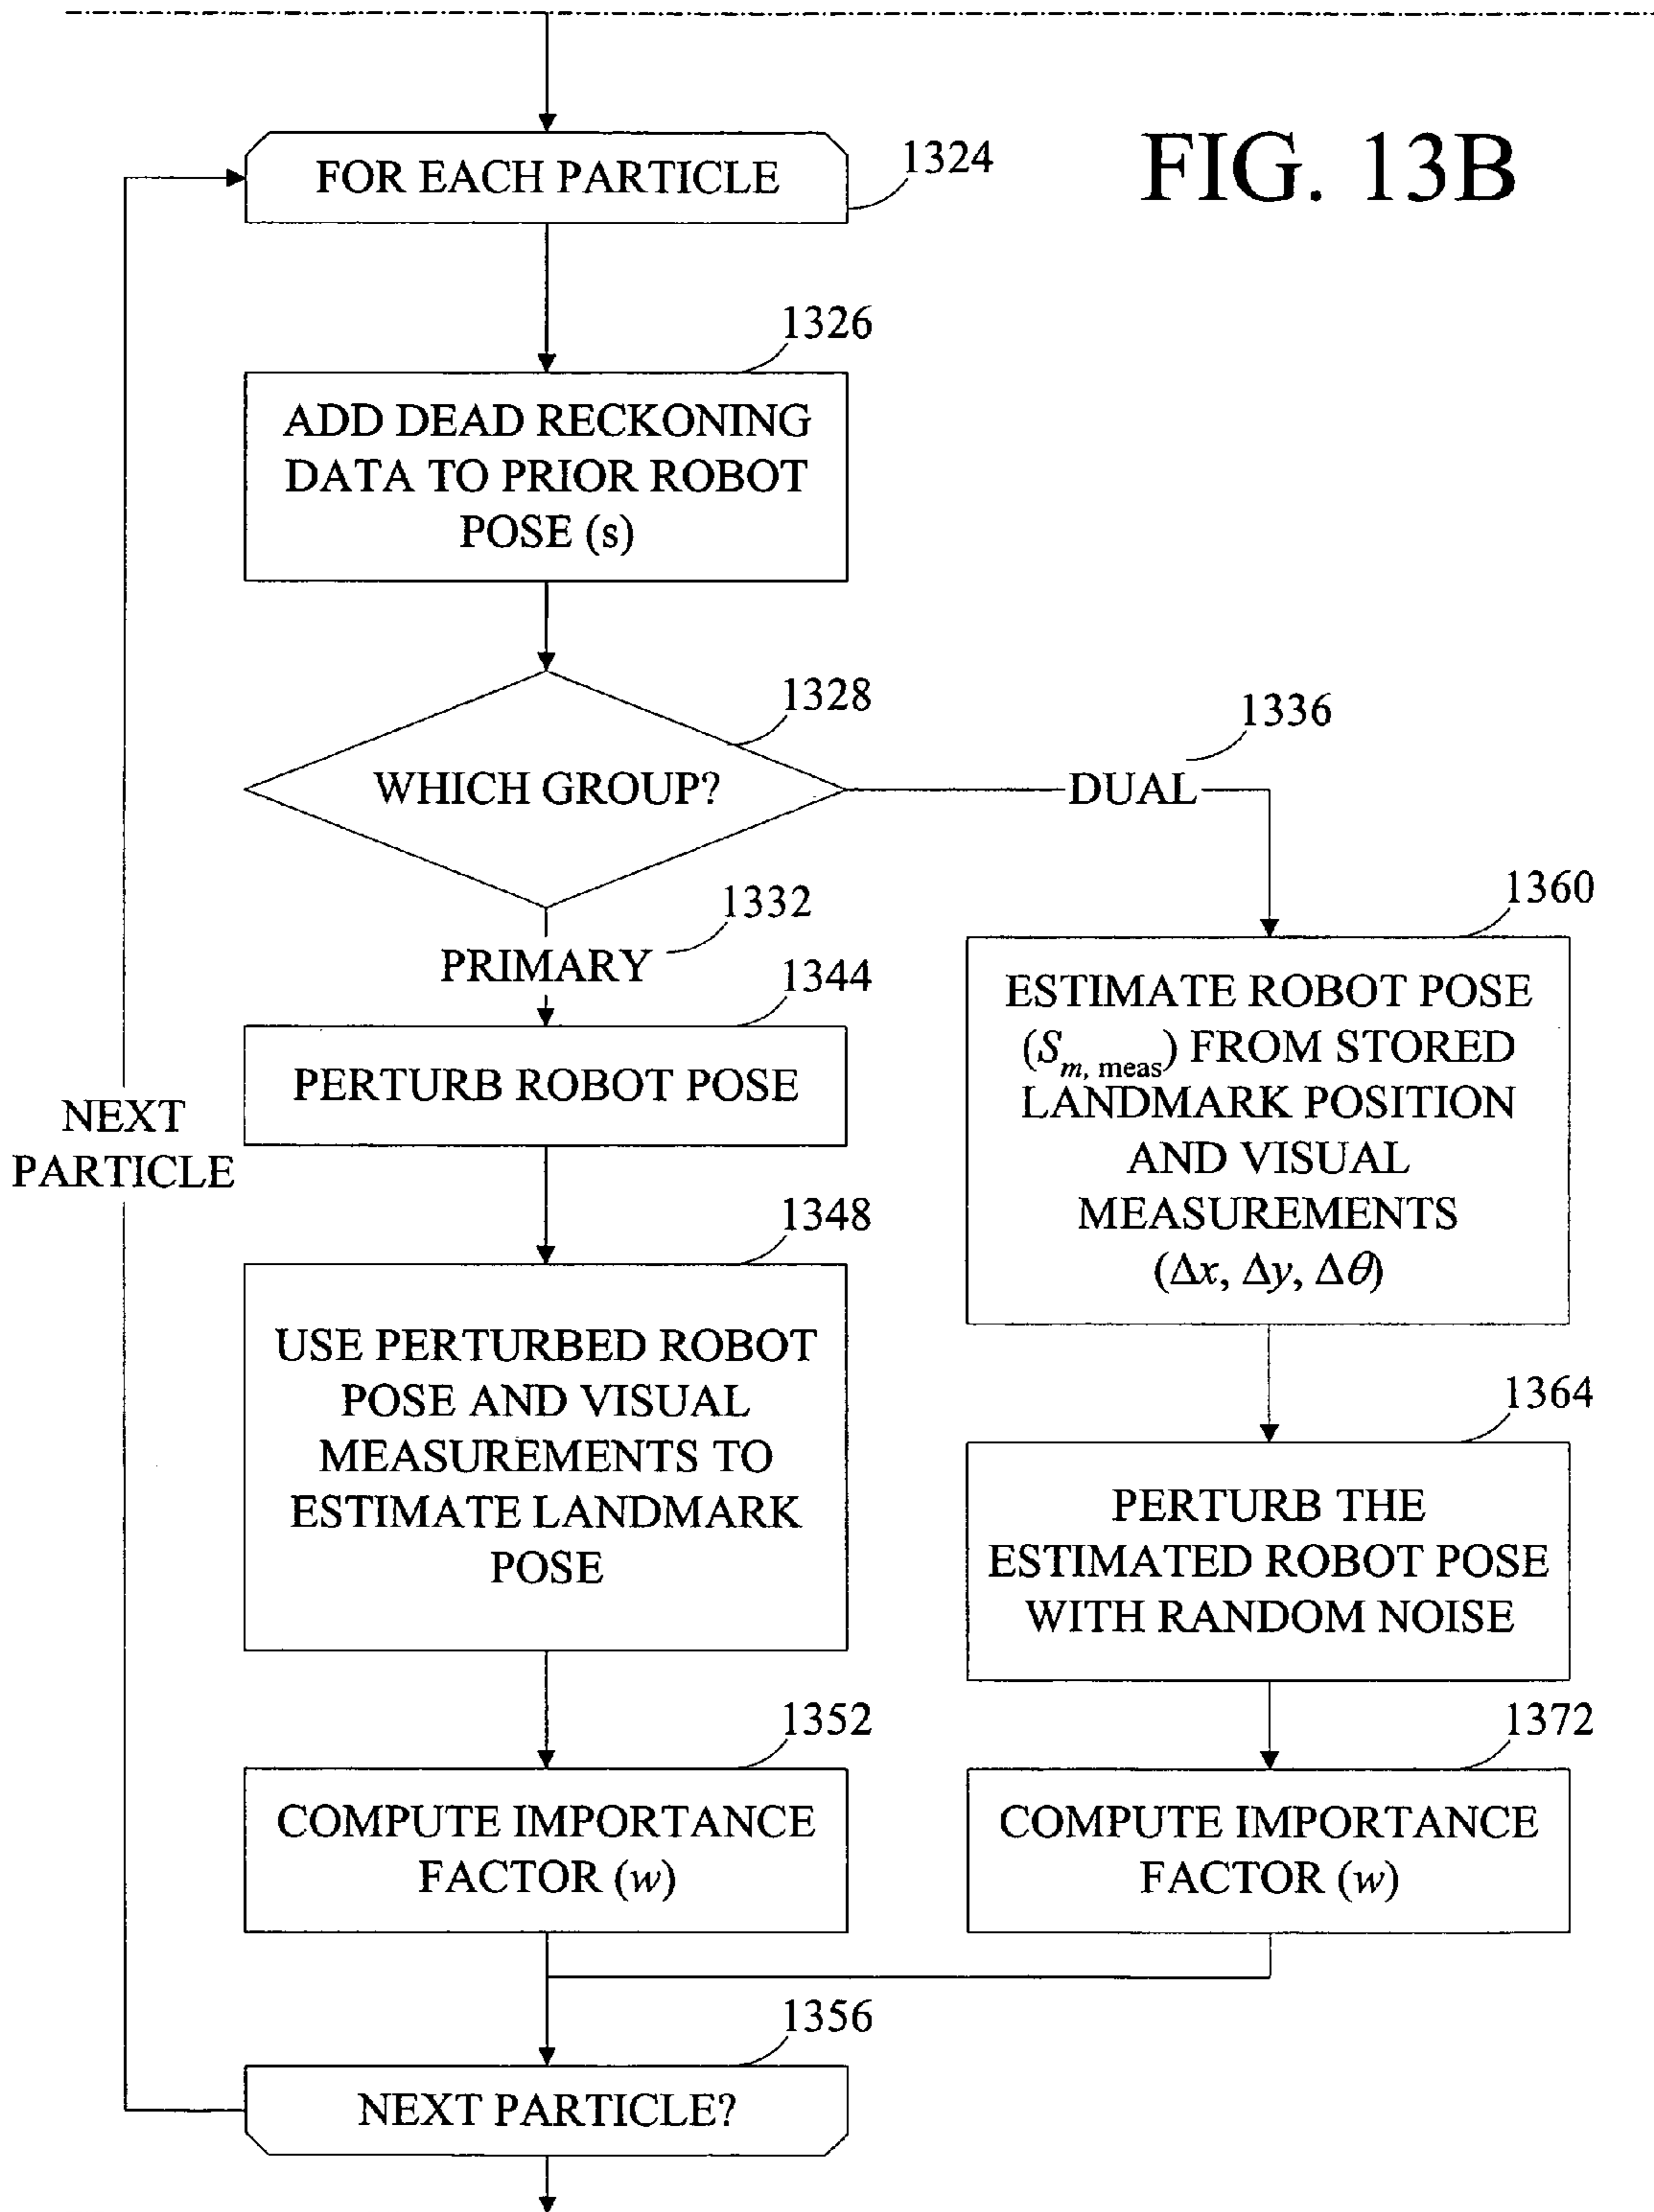 FIG. 13B
FOR EACH PARTICLE
1324
1326
ADD DEAD RECKONING
DATA TO PRIOR ROBOT
POSE (s)
1328
WHICH GROUP?
1336
DUAL
1332
PRIMARY
1344
PERTURB ROBOT POSE
1348
USE PERTURBED ROBOT
POSE AND VISUAL
MEASUREMENTS TO
ESTIMATE LANDMARK
POSE
1352
COMPUTE IMPORTANCE
FACTOR (w)
1360
ESTIMATE ROBOT POSE
(Sm, meas) FROM STORED
LANDMARK POSITION
AND VISUAL
MEASUREMENTS
(Δx, Δy, Δθ)
1364
PERTURB THE
ESTIMATED ROBOT POSE
WITH RANDOM NOISE
1372
COMPUTE IMPORTANCE
FACTOR (w)
1356
NEXT PARTICLE?
NEXT
PARTICLE